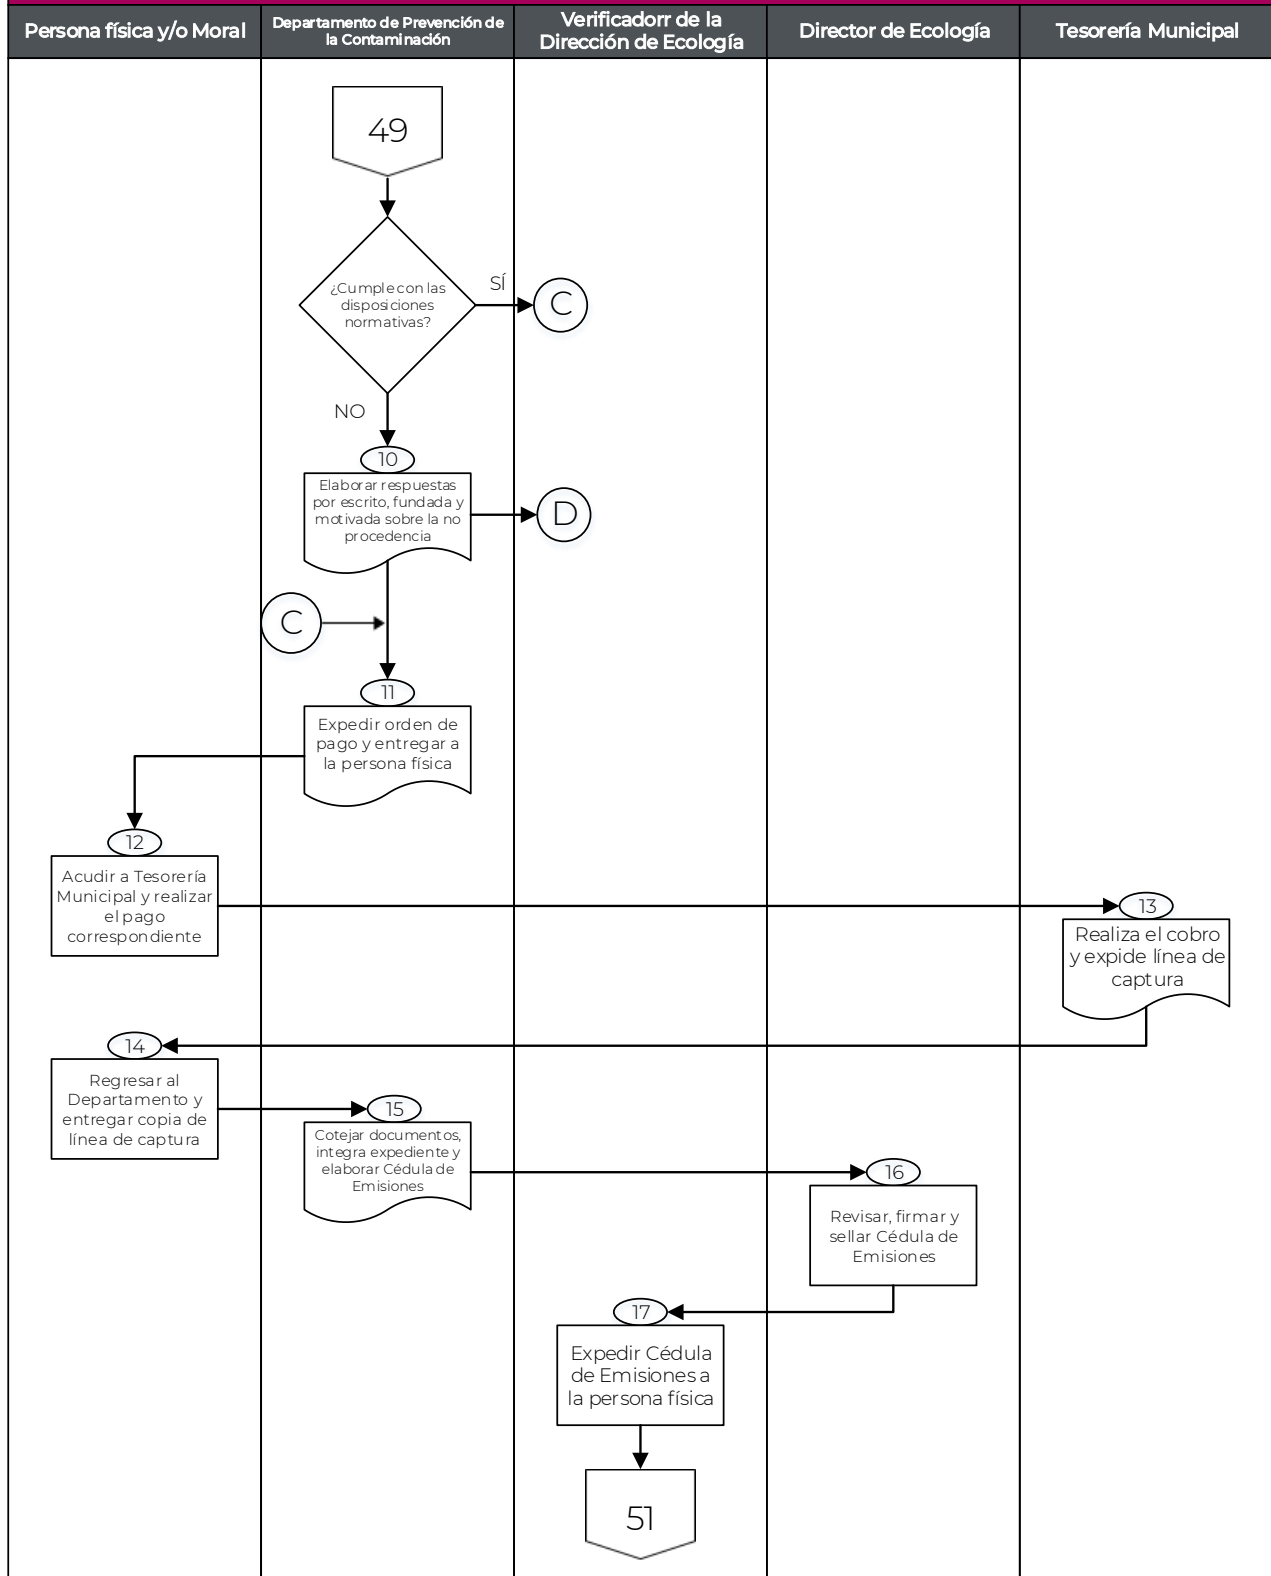 Persona física y/o Moral
Departamento de Prevención de
la Contaminación
Verificadorr de la
Dirección de Ecología
Director de Ecología
Tesorería Municipal
49
¿Cumple con las
disposiciones
normativas?
SÍ
C
NO
10
Elaborar respuestas
por escrito, fundada y
motivada sobre la no
procedencia
D
C
11
Expedir orden de
pago y entregar a
la persona física
12
Acudir a Tesorería
Municipal y realizar
el pago
correspondiente
13
Realiza el cobro
y expide línea de
captura
14
Regresar al
Departamento y
entregar copia de
línea de captura
15
Cotejar documentos,
integra expediente y
elaborar Cédula de
Emisiones
16
Revisar, firmar y
sellar Cédula de
Emisiones
17
Expedir Cédula
de Emisiones a
la persona física
51